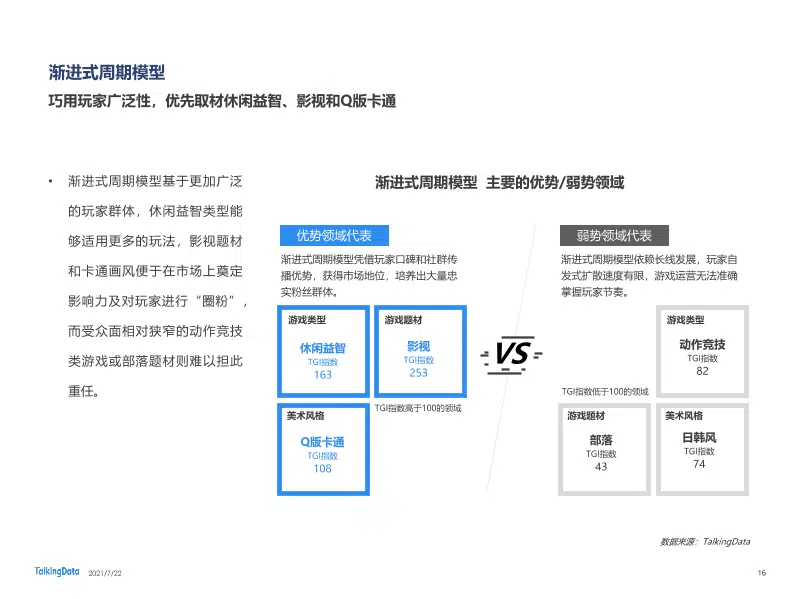 渐进式周期模型
巧用玩家广泛性，优先取材休闲益智、影视和Q版卡通
• 渐进式周期模型基于更加广泛
的玩家群体，休闲益智类型能
够适用更多的玩法，影视题材
和卡通画风便于在市场上奠定
影响力及对玩家进行“圈粉”，
而受众面相对狭窄的动作竞技
类游戏或部落题材则难以担此
重任。
渐进式周期模型 主要的优势/弱势领域
优势领域代表
渐进式周期模型凭借玩家口碑和社群传
播优势，获得市场地位，培养出大量忠
实粉丝群体。
游戏类型
休闲益智
TGI指数
163
游戏题材
影视
TGI指数
253
美术风格
Q版卡通
TGI指数
108
TGI指数高于100的领域
VS
弱势领域代表
渐进式周期模型依赖长线发展，玩家自
发式扩散速度有限，游戏运营无法准确
掌握玩家节奏。
游戏类型
动作竞技
TGI指数
82
TGI指数低于100的领域
游戏题材
部落
TGI指数
43
美术风格
日韩风
TGI指数
74
数据来源：TalkingData
TalkingData
2021/7/22
16